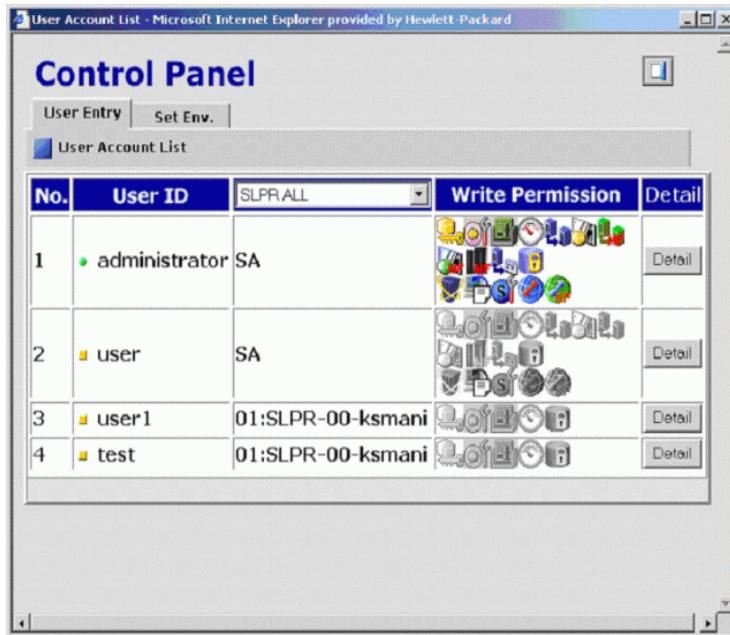 User Account List - Microsoft Internet Explorer provided by Hewlett-Packard
Control Panel
User Entry Set Env.
User Account List
No. User ID SLPR ALL Write Permission Detail
1 administrator SA Detail
2 user SA Detail
3 user1 01:SLPR-00-ksmani Detail
4 test 01:SLPR-00-ksmani Detail